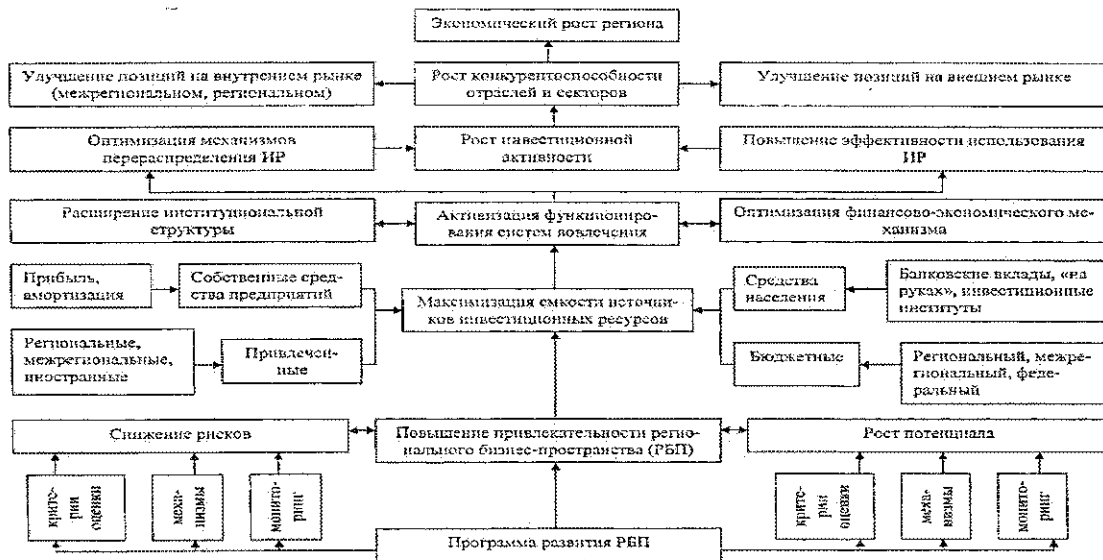 Экономический рост региона
Улучшение позиций на внутреннем рынке
(межрегиональном, региональном)
Рост конкурентоспособности
отраслей и секторов
Улучшение позиций на внешнем рынке
Оптимизация механизмов
перераспределения ИР
Рост инвестиционной
активности
Повышение эффективности использования
ИР
Расширение институциональной
структуры
Активизация функциониро-
вания систем вовлечения
Оптимизация финансово-экономического ме-
ханизма
Прибыль,
амортизация
Собственные сред-
ства предприятий
Максимизация емкости источни-
ков инвестиционных ресурсов
Средства
населения
Банковские вклады, «на
руках», инвестиционные
институты
Региональные,
межрегиональные,
иностранные
Привлечен-
ные
Бюджетные
Региональный, межре-
гиональный, феде-
ральный
Снижение рисков
Повышение привлекательности регио-
нального бизнес-пространства (РБП)
Рост потенциала
крите-
рии
оценки
меха-
низмы
монито-
ринг
крите-
рии
оценки
меха-
низмы
монито-
ринг
Программа развития РБП